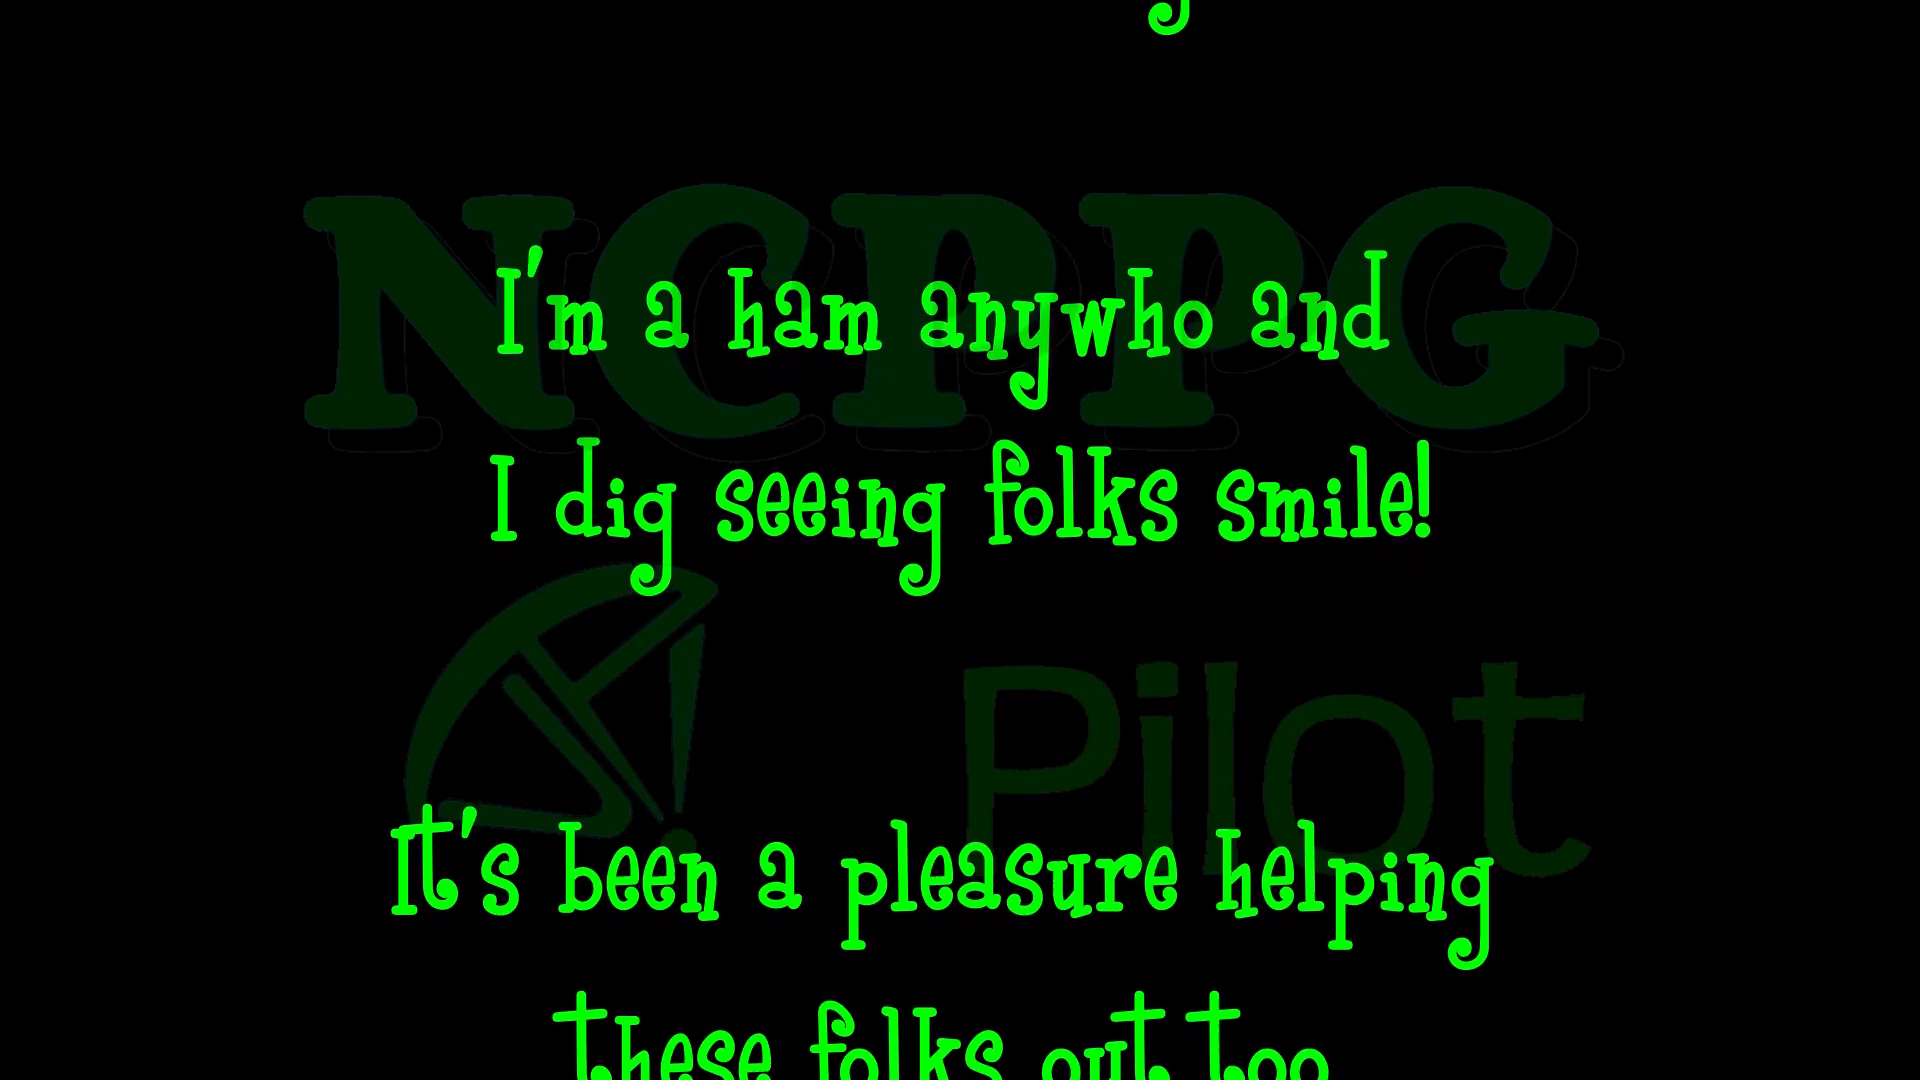 NCPPG
I'm a ham anywho and
I dig seeing folks smile!
Pilot
It's been a pleasure helping
these folks out too